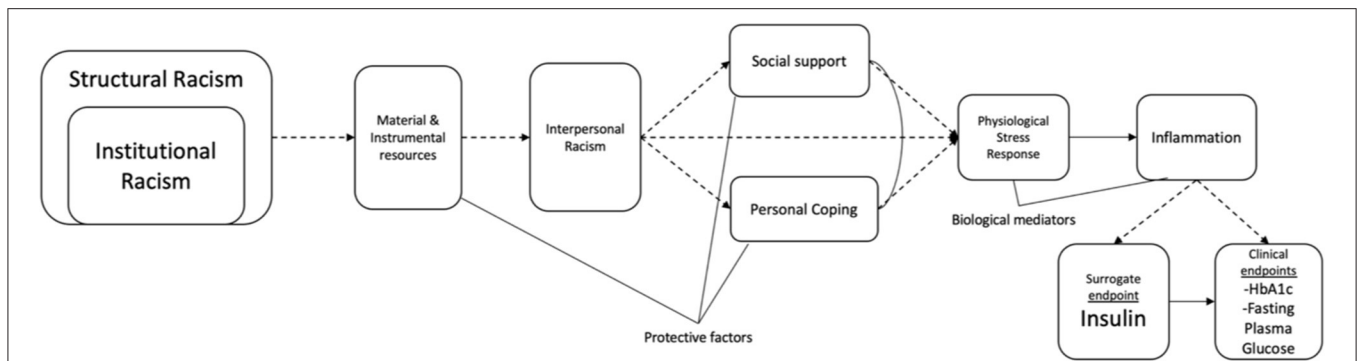 Structural Racism
Institutional
Racism
Material &
Instrumental
resources
Interpersonal
Racism
Social support
Personal Coping
Protective factors
Physiological
Stress
Response
Inflammation
Biological mediators
Surrogate
endpoint
Insulin
Clinical
endpoints
-HbA1c
-Fasting
Plasma
Glucose